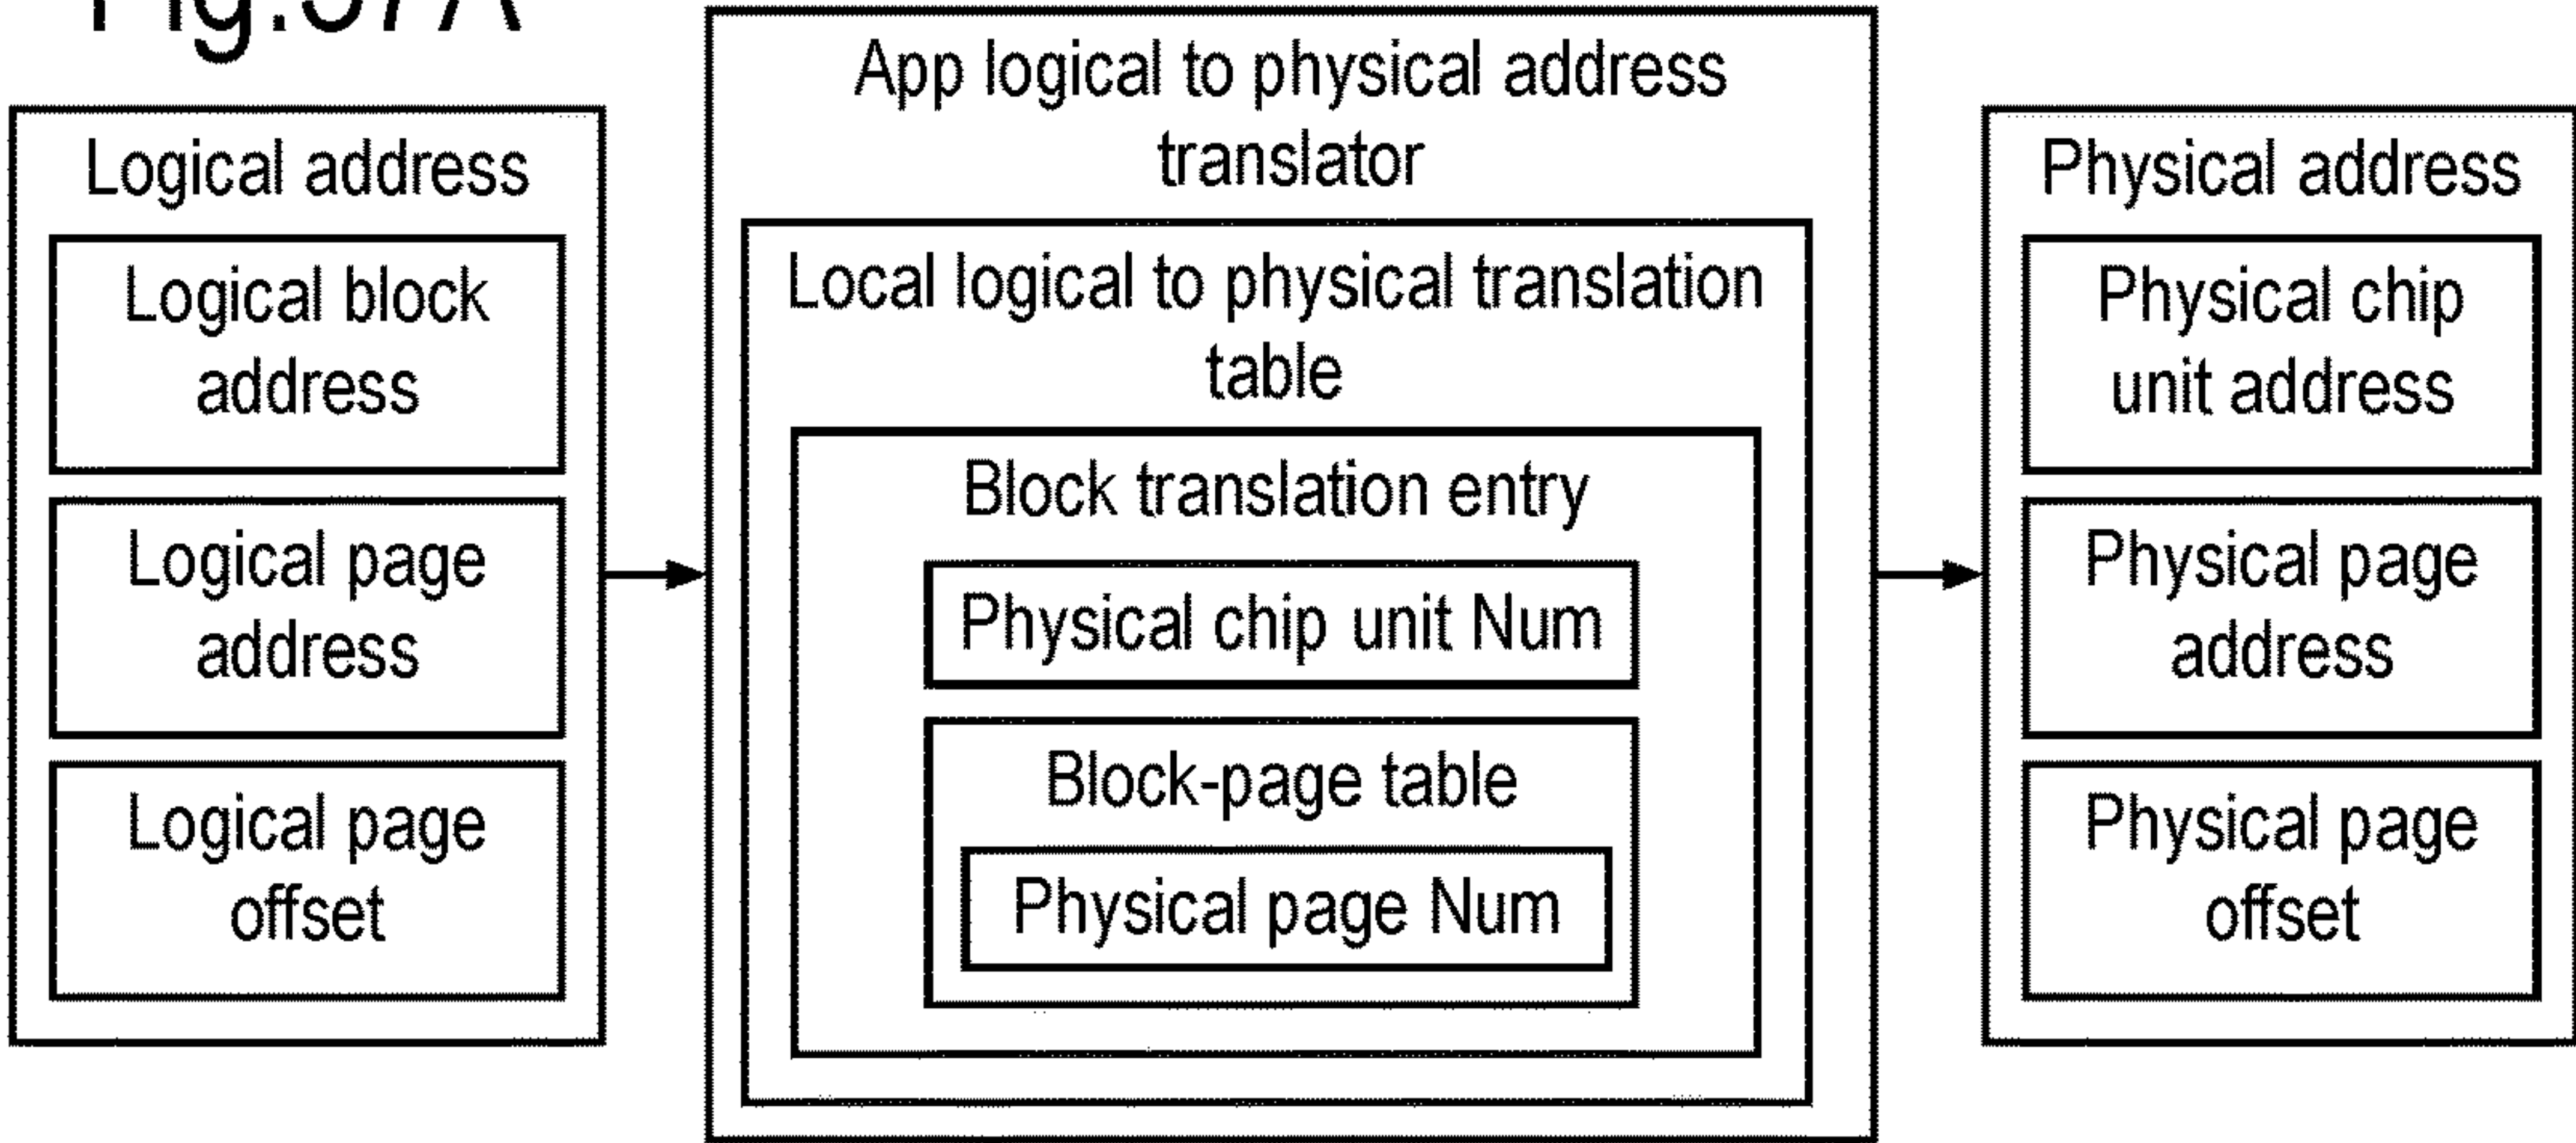 Fig.37A
Logical address
Logical block
address
Logical page
address
Logical page
offset
App logical to physical address
translator
Local logical to physical translation
table
Block translation entry
Physical chip unit Num
Block-page table
Physical page Num
Physical address
Physical chip
unit address
Physical page
address
Physical page
offset